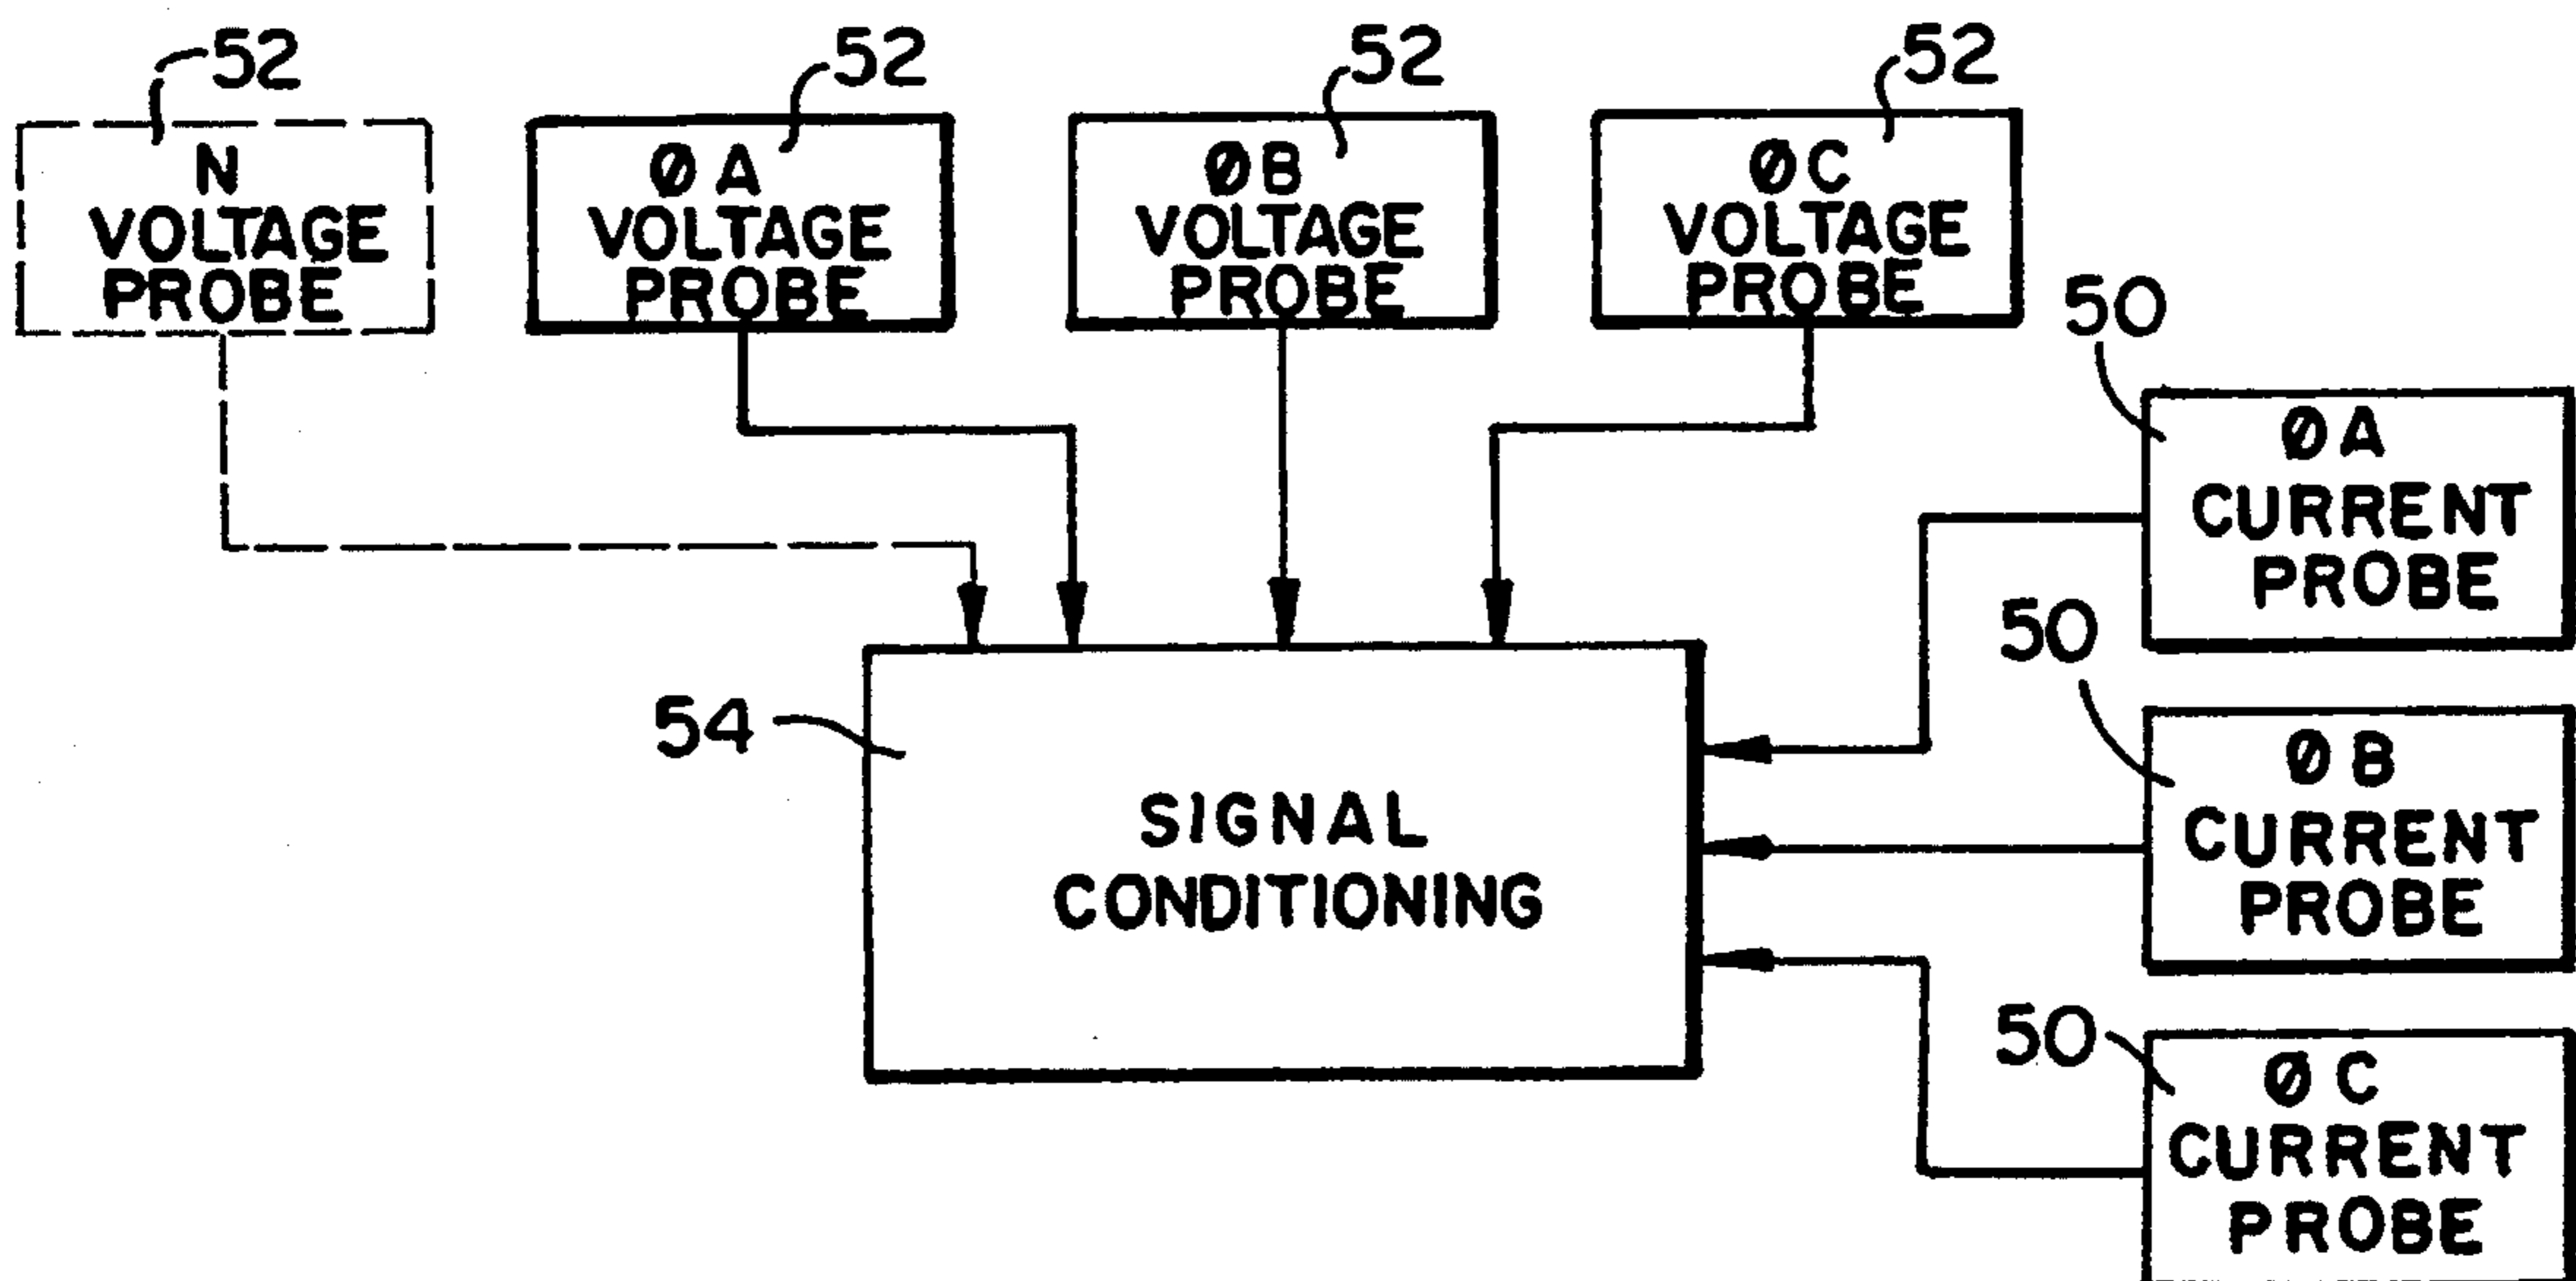 52
52
52
52
N
VOLTAGE
PROBE
ØA
VOLTAGE
PROBE
ØB
VOLTAGE
PROBE
ØC
VOLTAGE
PROBE
50
ØA
CURRENT
PROBE
50
ØB
CURRENT
PROBE
54
SIGNAL
CONDITIONING
50
ØC
CURRENT
PROBE